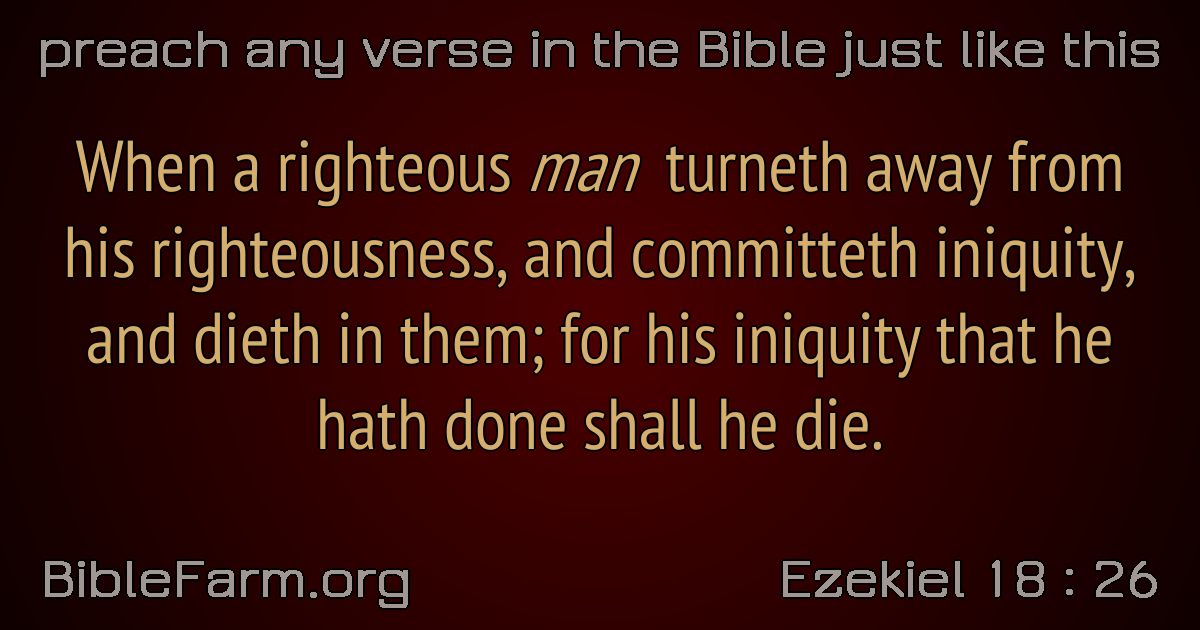 preach any verse in the Bible just like this
When a righteous man turneth away from
his righteousness, and committeth iniquity,
and dieth in them; for his iniquity that he
hath done shall he die.
BibleFarm.org
Ezekiel 18 : 26